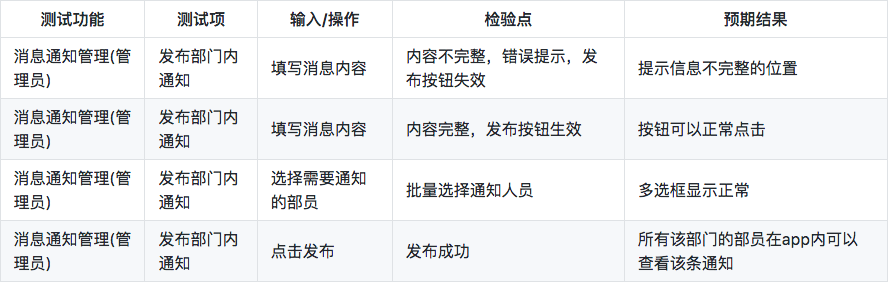 测试功能 测试项 输入/操作 检验点 预期结果
消息通知管理(管理员) 发布部门内通知 填写消息内容 内容不完整，错误提示，发布按钮失效 提示信息不完整的位置
消息通知管理(管理员) 发布部门内通知 填写消息内容 内容完整，发布按钮生效 按钮可以正常点击
消息通知管理(管理员) 发布部门内通知 选择需要通知的部员 批量选择通知人员 多选框显示正常
消息通知管理(管理员) 发布部门内通知 点击发布 发布成功 所有该部门的部员在app内可以查看该条通知